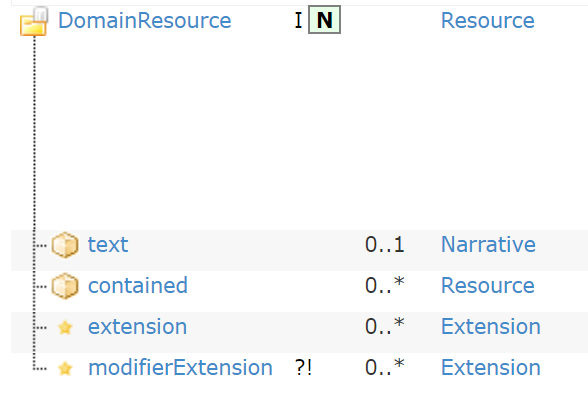 DomainResource I N Resource
text 0..1 Narrative
contained 0..* Resource
extension 0..* Extension
modifierExtension ?! 0..* Extension